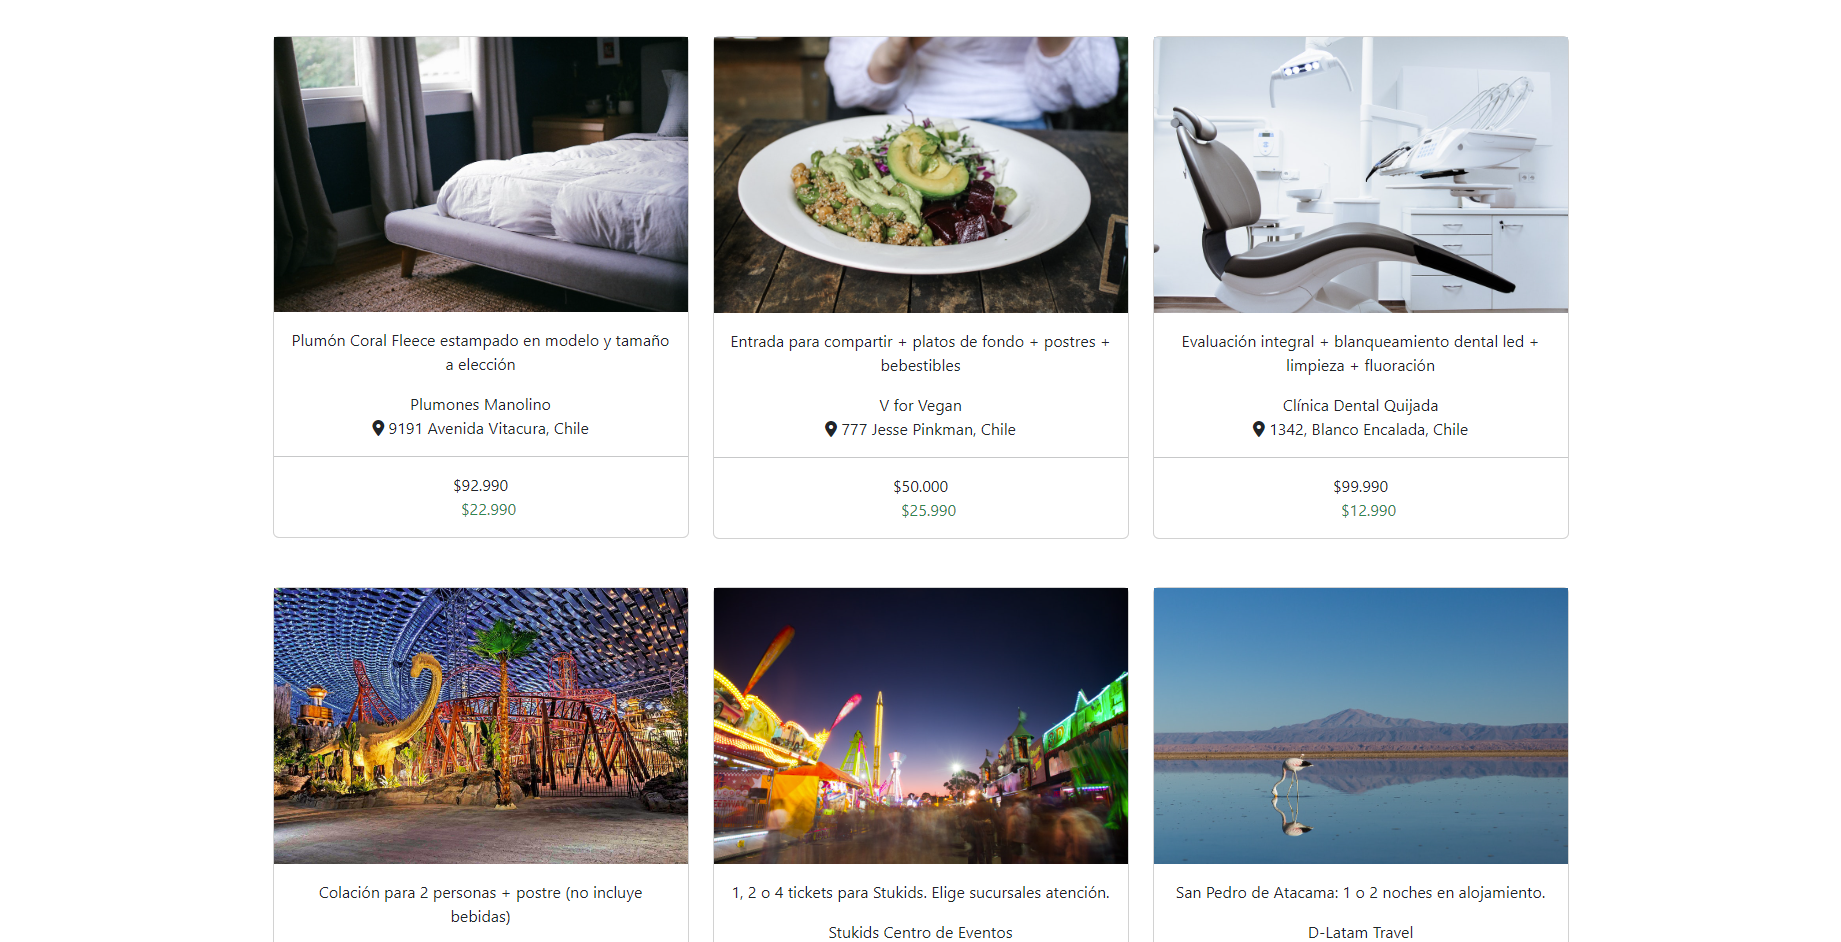 Plumón Coral Fleece estampado en modelo y tamaño
a elección
Plumones Manolino
9191 Avenida Vitacura, Chile
$92.990
$22.990
Entrada para compartir + platos de fondo + postres +
bebestibles
V for Vegan
777 Jesse Pinkman, Chile
$50.000
$25.990
Evaluación integral + blanqueamiento dental led +
limpieza + fluoración
Clínica Dental Quijada
1342, Blanco Encalada, Chile
$99.990
$12.990
Colación para 2 personas + postre (no incluye
bebidas)
1, 2 o 4 tickets para Stukids. Elige sucursales atención.
Stukids Centro de Eventos
San Pedro de Atacama: 1 o 2 noches en alojamiento.
D-Latam Travel